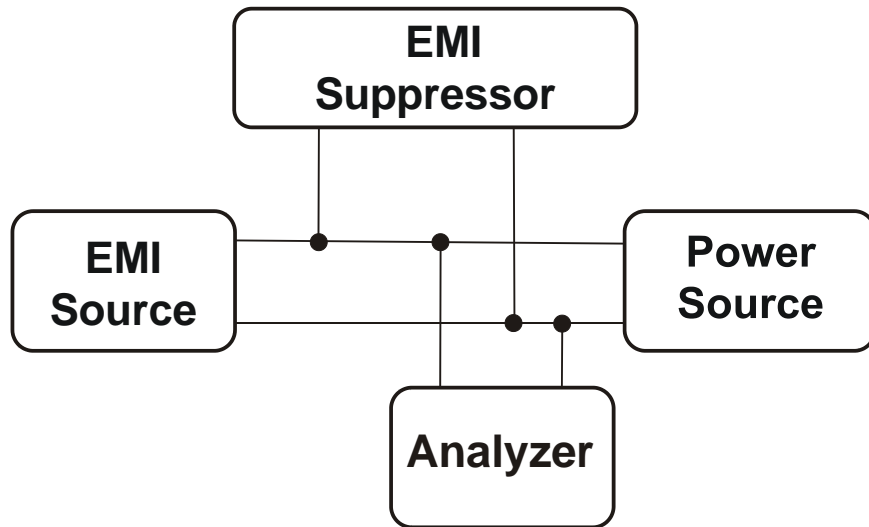 EMI
Suppressor
EMI
Source
Power
Source
Analyzer